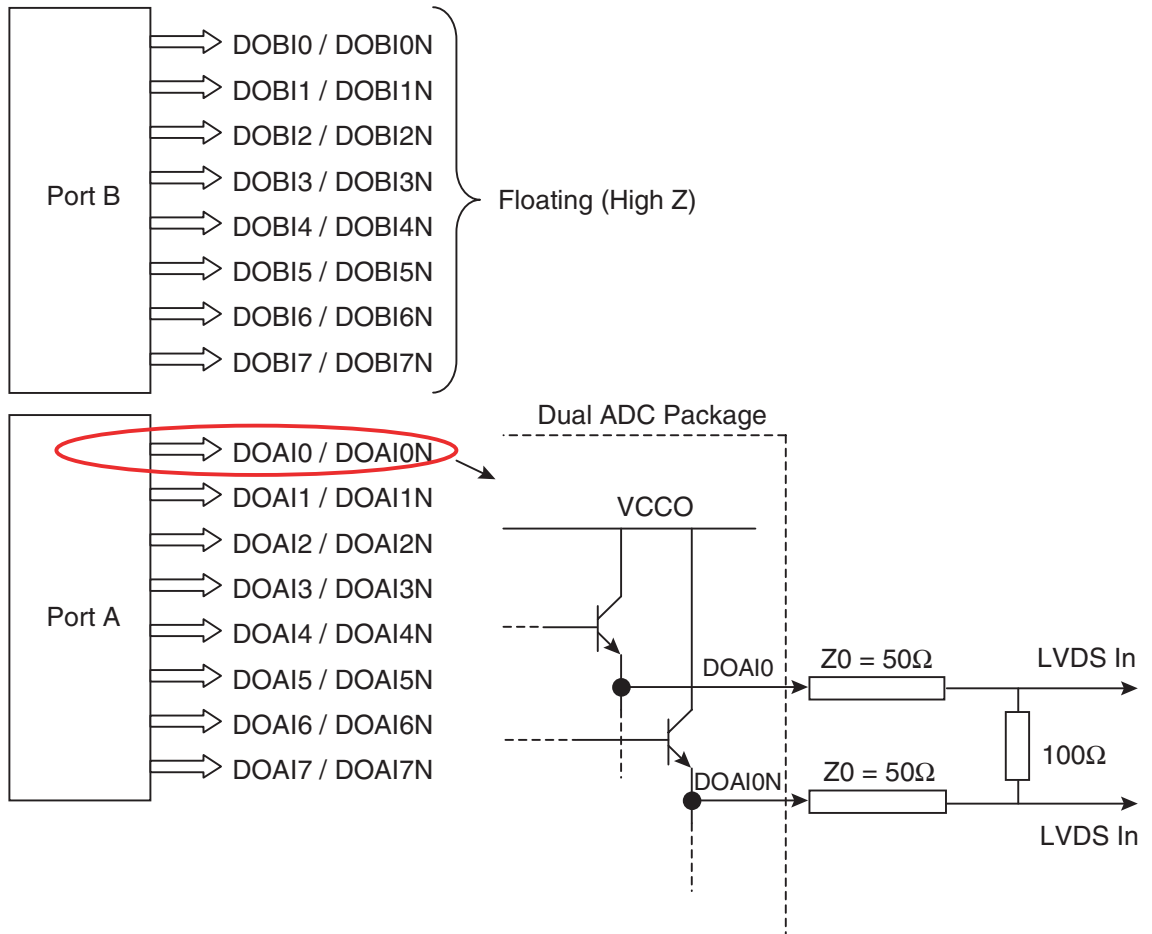 Port B
DOBI0 / DOBI0N
DOBI1 / DOBI1N
DOBI2 / DOBI2N
DOBI3 / DOBI3N
DOBI4 / DOBI4N
DOBI5 / DOBI5N
DOBI6 / DOBI6N
DOBI7 / DOBI7N
Floating (High Z)
Port A
DOAI0 / DOAI0N
DOAI1 / DOAI1N
DOAI2 / DOAI2N
DOAI3 / DOAI3N
DOAI4 / DOAI4N
DOAI5 / DOAI5N
DOAI6 / DOAI6N
DOAI7 / DOAI7N
Dual ADC Package
VCCO
DOAI0
Z0 = 50Ω
LVDS In
100Ω
DOAI0N
Z0 = 50Ω
LVDS In